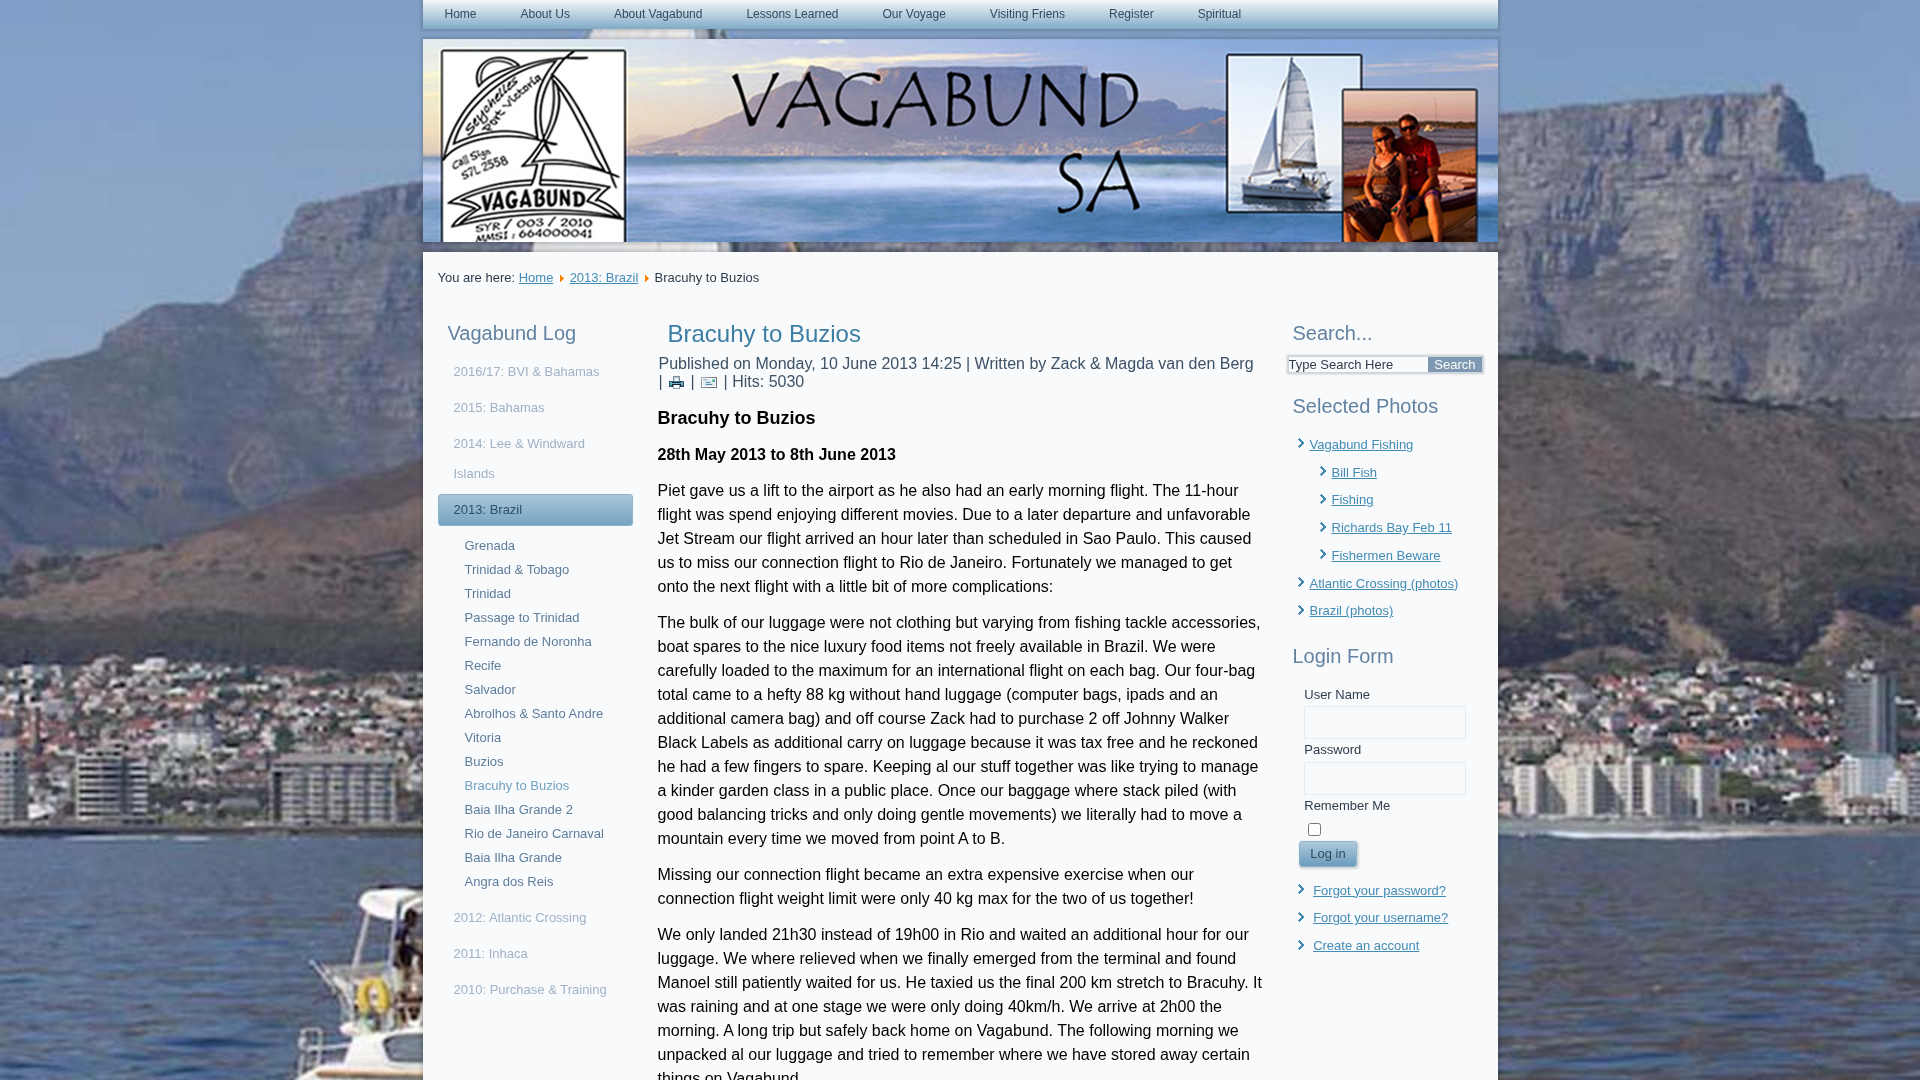 Home About Us About Vagabund Lessons Learned Our Voyage Visiting Friens Register Spiritual
Seychelles
Port Victoria
Call Sign
S7L 2558
VAGABUND
SYR / 003 / 2010
MMSI : 664000041
VAGABUND
SA
You are here: Home 2013: Brazil Bracuhy to Buzios
Vagabund Log
2016/17: BVI & Bahamas
2015: Bahamas
2014: Lee & Windward
Islands
2013: Brazil
Grenada
Trinidad & Tobago
Trinidad
Passage to Trinidad
Fernando de Noronha
Recife
Salvador
Abrolhos & Santo Andre
Vitoria
Buzios
Bracuhy to Buzios
Baia Ilha Grande 2
Rio de Janeiro Carnaval
Baia Ilha Grande
Angra dos Reis
2012: Atlantic Crossing
2011: Inhaca
2010: Purchase & Training
Bracuhy to Buzios
Published on Monday, 10 June 2013 14:25 | Written by Zack & Magda van den Berg
| | | Hits: 5030
Bracuhy to Buzios
28th May 2013 to 8th June 2013
Piet gave us a lift to the airport as he also had an early morning flight. The 11-hour
flight was spend enjoying different movies. Due to a later departure and unfavorable
Jet Stream our flight arrived an hour later than scheduled in Sao Paulo. This caused
us to miss our connection flight to Rio de Janeiro. Fortunately we managed to get
onto the next flight with a little bit of more complications:
The bulk of our luggage were not clothing but varying from fishing tackle accessories,
boat spares to the nice luxury food items not freely available in Brazil. We were
carefully loaded to the maximum for an international flight on each bag. Our four-bag
total came to a hefty 88 kg without hand luggage (computer bags, ipads and an
additional camera bag) and off course Zack had to purchase 2 off Johnny Walker
Black Labels as additional carry on luggage because it was tax free and he reckoned
he had a few fingers to spare. Keeping al our stuff together was like trying to manage
a kinder garden class in a public place. Once our baggage where stack piled (with
good balancing tricks and only doing gentle movements) we literally had to move a
mountain every time we moved from point A to B.
Missing our connection flight became an extra expensive exercise when our
connection flight weight limit were only 40 kg max for the two of us together!
We only landed 21h30 instead of 19h00 in Rio and waited an additional hour for our
luggage. We where relieved when we finally emerged from the terminal and found
Manoel still patiently waited for us. He taxied us the final 200 km stretch to Bracuhy. It
was raining and at one stage we were only doing 40km/h. We arrive at 2h00 the
morning. A long trip but safely back home on Vagabund. The following morning we
unpacked al our luggage and tried to remember where we have stored away certain
things on Vagabund.
Search...
Type Search Here Search
Selected Photos
Vagabund Fishing
Bill Fish
Fishing
Richards Bay Feb 11
Fishermen Beware
Atlantic Crossing (photos)
Brazil (photos)
Login Form
User Name
Password
Remember Me
Log in
Forgot your password?
Forgot your username?
Create an account